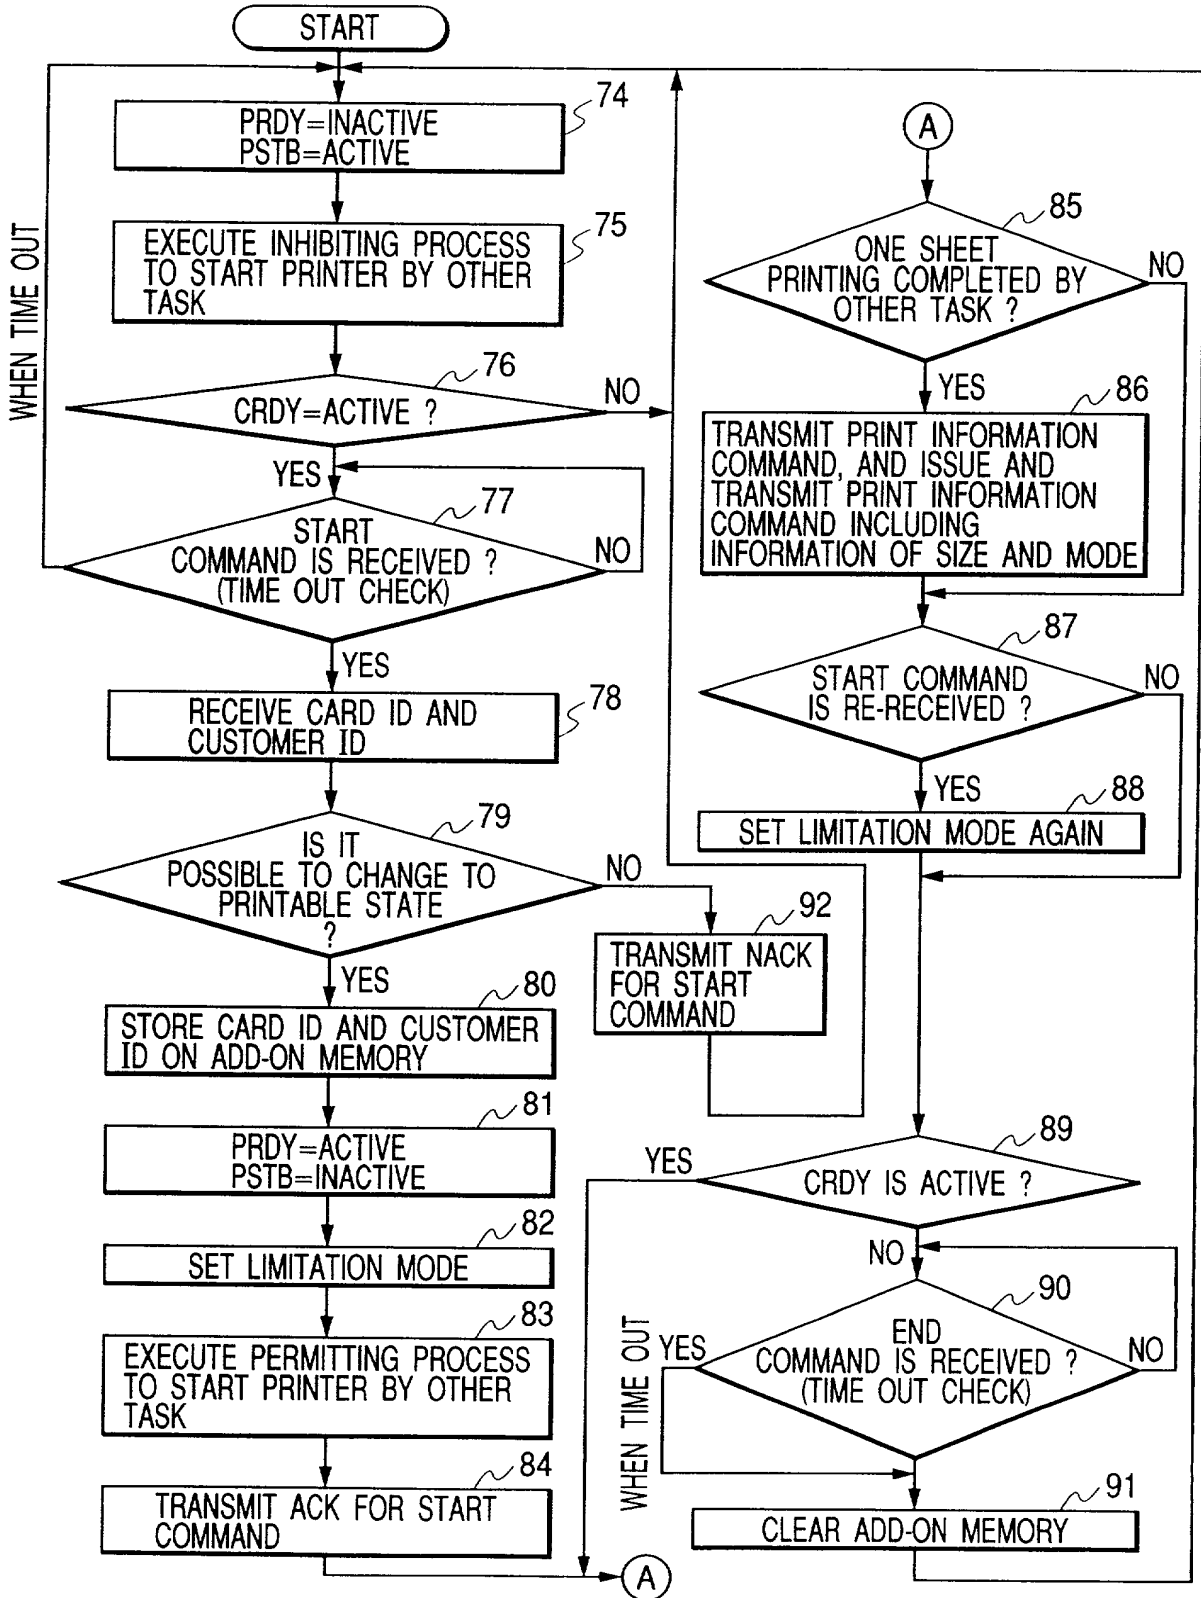 START
74
PRDY=INACTIVE
PSTB=ACTIVE
75
EXECUTE INHIBITING PROCESS
TO START PRINTER BY OTHER
TASK
WHEN TIME OUT
76
CRDY=ACTIVE ?
NO
YES
77
START
COMMAND IS RECEIVED ?
(TIME OUT CHECK)
NO
YES
78
RECEIVE CARD ID AND
CUSTOMER ID
79
IS IT
POSSIBLE TO CHANGE TO
PRINTABLE STATE
?
NO
YES
92
TRANSMIT NACK
FOR START
COMMAND
80
STORE CARD ID AND CUSTOMER
ID ON ADD-ON MEMORY
81
PRDY=ACTIVE
PSTB=INACTIVE
82
SET LIMITATION MODE
83
EXECUTE PERMITTING PROCESS
TO START PRINTER BY OTHER
TASK
84
TRANSMIT ACK FOR START
COMMAND
A
A
85
ONE SHEET
PRINTING COMPLETED BY
OTHER TASK ?
NO
YES
86
TRANSMIT PRINT INFORMATION
COMMAND, AND ISSUE AND
TRANSMIT PRINT INFORMATION
COMMAND INCLUDING
INFORMATION OF SIZE AND MODE
87
START COMMAND
IS RE-RECEIVED ?
NO
YES
88
SET LIMITATION MODE AGAIN
89
YES
CRDY IS ACTIVE ?
NO
90
END
COMMAND IS RECEIVED ?
(TIME OUT CHECK)
YES
NO
WHEN TIME OUT
91
CLEAR ADD-ON MEMORY